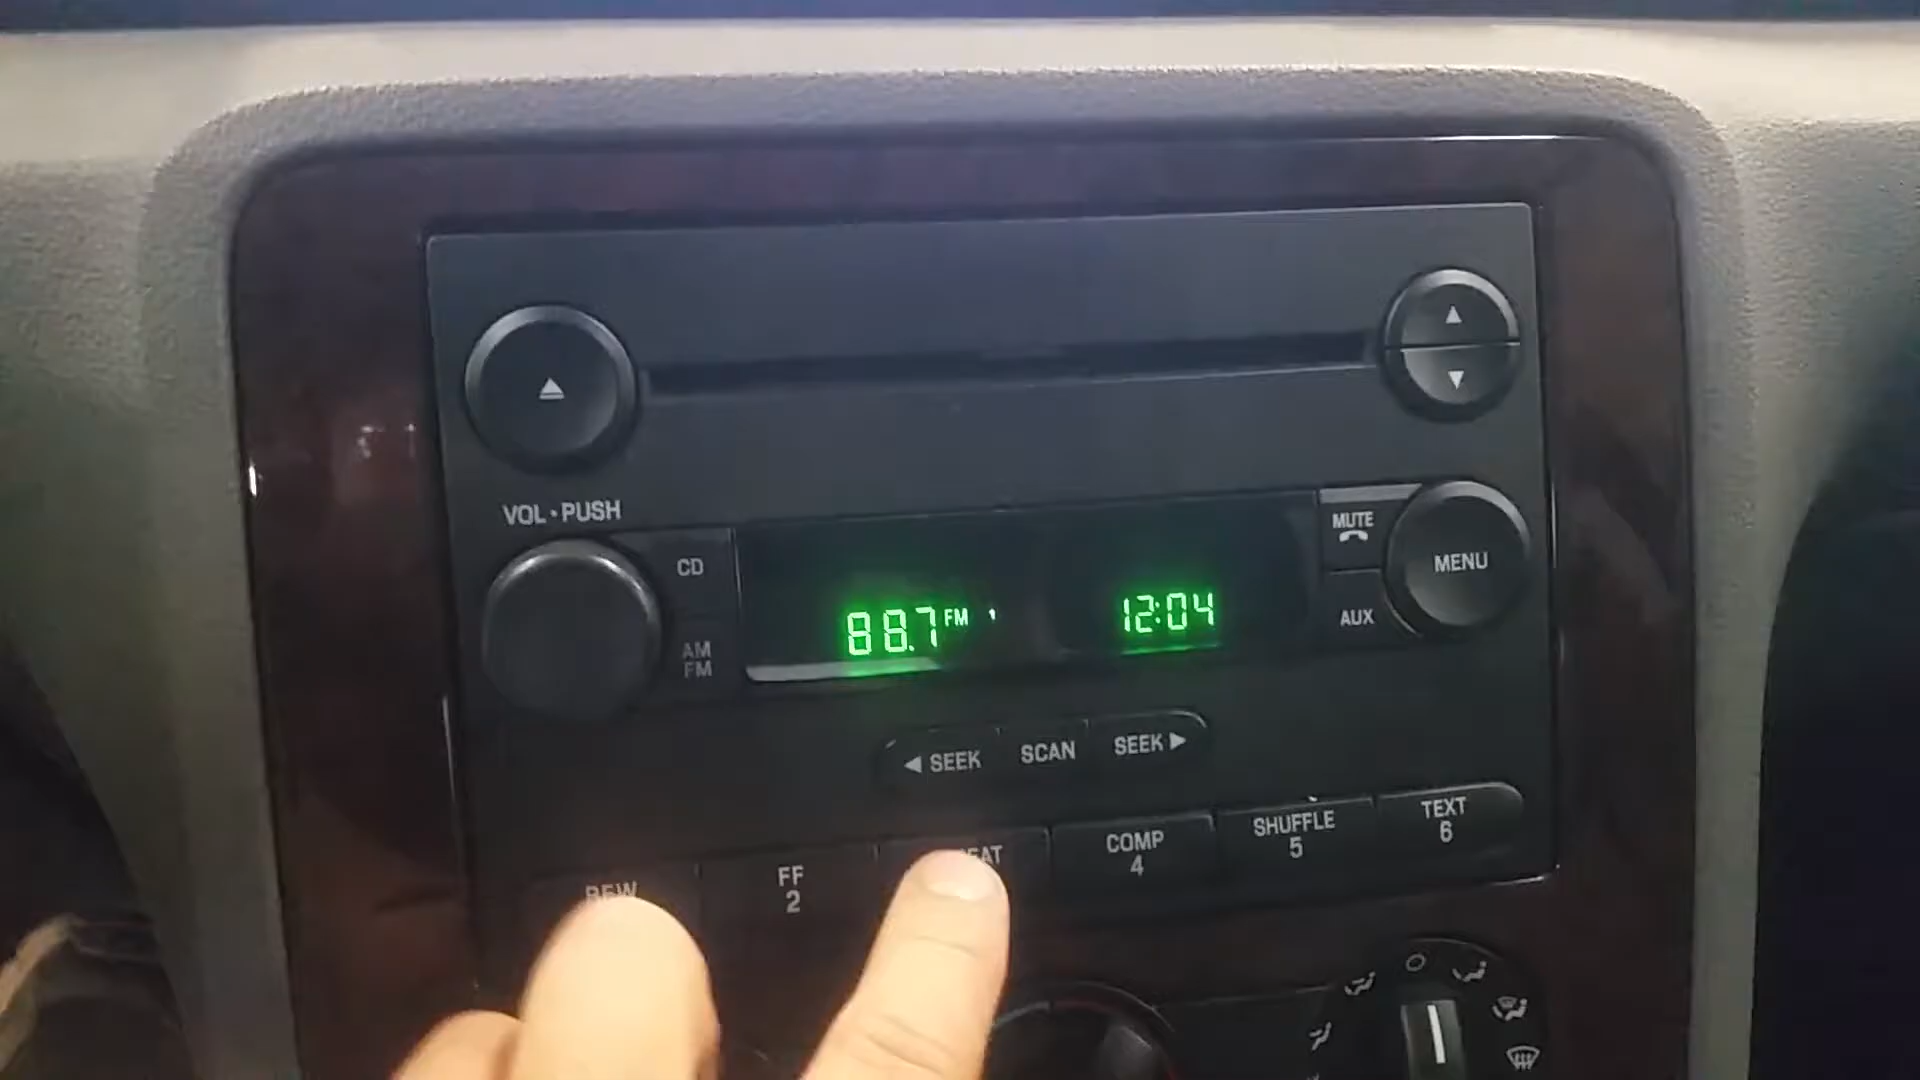 VOL • PUSH
CD
AM
FM
88.7 FM 1
12:04
MUTE
MENU
AUX
◀ SEEK
SCAN
SEEK ▶
FF
2
COMP
4
SHUFFLE
5
TEXT
6